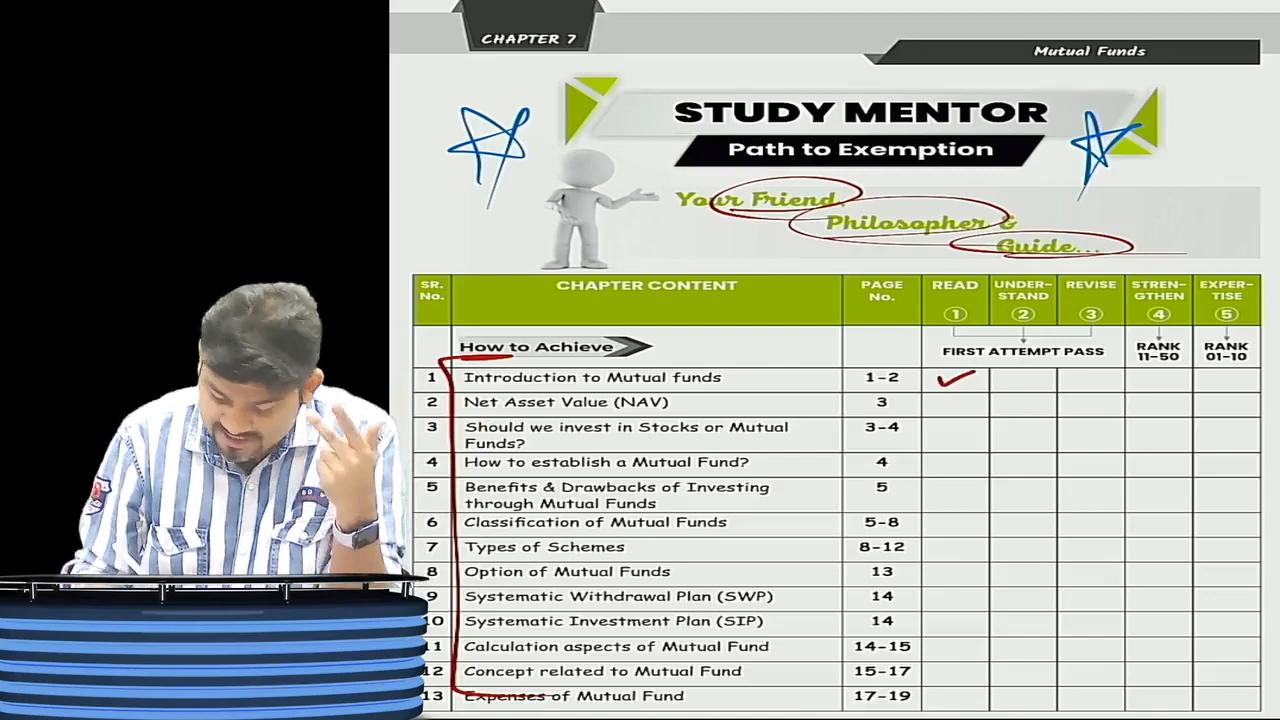 CHAPTER 7
Mutual Funds
STUDY MENTOR
Path to Exemption
Your Friend,
Philosopher &
Guide...
SR. No. CHAPTER CONTENT PAGE No. READ 1 UNDER-STAND 2 REVISE 3 STREN-GTHEN 4 EXPER-TISE 5
How to Achieve FIRST ATTEMPT PASS RANK 11-50 RANK 01-10
1 Introduction to Mutual funds 1-2
2 Net Asset Value (NAV) 3
3 Should we invest in Stocks or Mutual 3-4
Funds?
4 How to establish a Mutual Fund? 4
5 Benefits & Drawbacks of Investing 5
through Mutual Funds
6 Classification of Mutual Funds 5-8
7 Types of Schemes 8-12
8 Option of Mutual Funds 13
9 Systematic Withdrawal Plan (SWP) 14
10 Systematic Investment Plan (SIP) 14
11 Calculation aspects of Mutual Fund 14-15
12 Concept related to Mutual Fund 15-17
13 Expenses of Mutual Fund 17-19